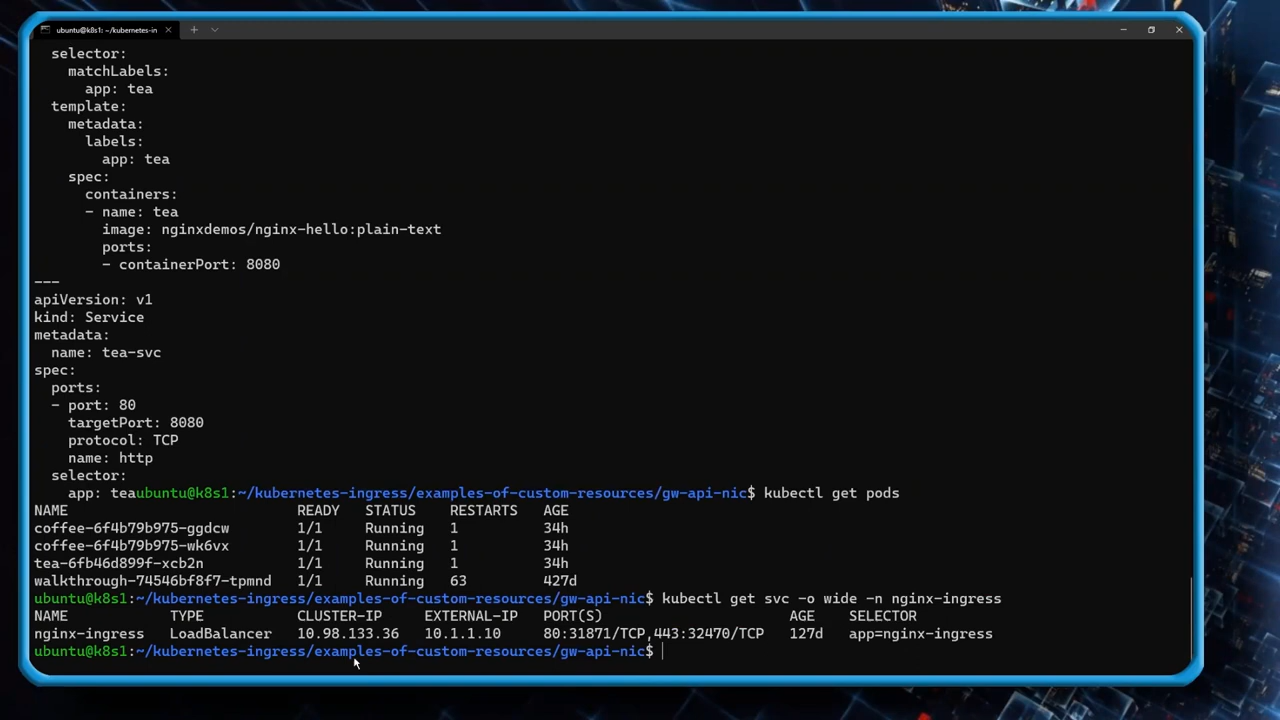 ubuntu@k8s1: ~/kubernetes-in
selector:
matchLabels:
app: tea
template:
metadata:
labels:
app: tea
spec:
containers:
- name: tea
image: nginxdemos/nginx-hello:plain-text
ports:
- containerPort: 8080
---
apiVersion: v1
kind: Service
metadata:
name: tea-svc
spec:
ports:
- port: 80
targetPort: 8080
protocol: TCP
name: http
selector:
app: teaubuntu@k8s1:~/kubernetes-ingress/examples-of-custom-resources/gw-api-nic$ kubectl get pods
NAME READY STATUS RESTARTS AGE
coffee-6f4b79b975-ggdcw 1/1 Running 1 34h
coffee-6f4b79b975-wk6vx 1/1 Running 1 34h
tea-6fb46d899f-xcb2n 1/1 Running 1 34h
walkthrough-74546bf8f7-tpmnd 1/1 Running 63 427d
ubuntu@k8s1:~/kubernetes-ingress/examples-of-custom-resources/gw-api-nic$ kubectl get svc -o wide -n nginx-ingress
NAME TYPE CLUSTER-IP EXTERNAL-IP PORT(S) AGE SELECTOR
nginx-ingress LoadBalancer 10.98.133.36 10.1.1.10 80:31871/TCP,443:32470/TCP 127d app=nginx-ingress
ubuntu@k8s1:~/kubernetes-ingress/examples-of-custom-resources/gw-api-nic$